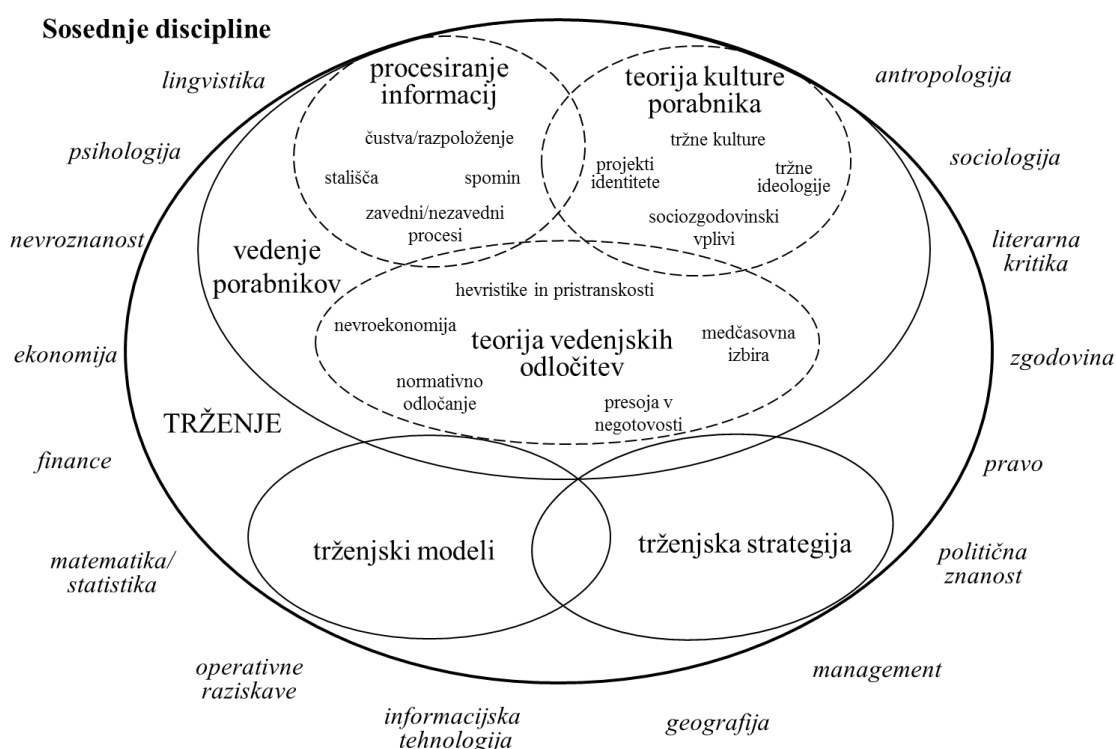 Sosednje discipline
lingvistika
psihologija
nevroznanost
ekonomija
finance
matematika/
statistika
operativne
raziskave
informacijska
tehnologija
geografija
management
politična
znanost
pravo
zgodovina
literarna
kritika
sociologija
antropologija
procesiranje
informacij
čustva/razpoloženje
stališča
spomin
zavedni/nezavedni
procesi
teorija kulture
porabnika
tržne kulture
projekti
identitete
tržne
ideologije
sociozgodovinski
vplivi
vedenje
porabnikov
hevristike in pristranskosti
nevroekonomija
teorija vedenjskih
odločitev
medčasovna
izbira
normativno
odločanje
presoja v
negotovosti
TRŽENJE
trženjski modeli
trženjska strategija